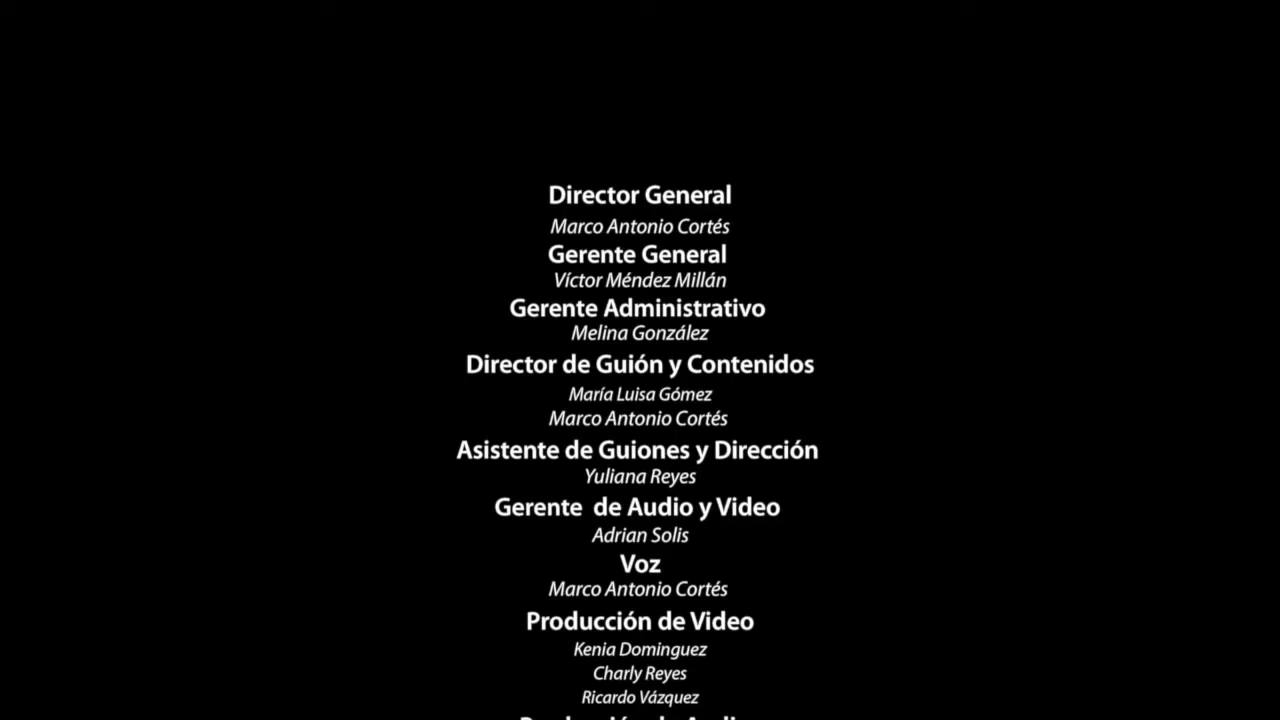 Director General
Marco Antonio Cortés
Gerente General
Víctor Méndez Millán
Gerente Administrativo
Melina González
Director de Guión y Contenidos
María Luisa Gómez
Marco Antonio Cortés
Asistente de Guiones y Dirección
Yuliana Reyes
Gerente  de Audio y Video
Adrian Solis
Voz
Marco Antonio Cortés
Producción de Video
Kenia Dominguez
Charly Reyes
Ricardo Vázquez